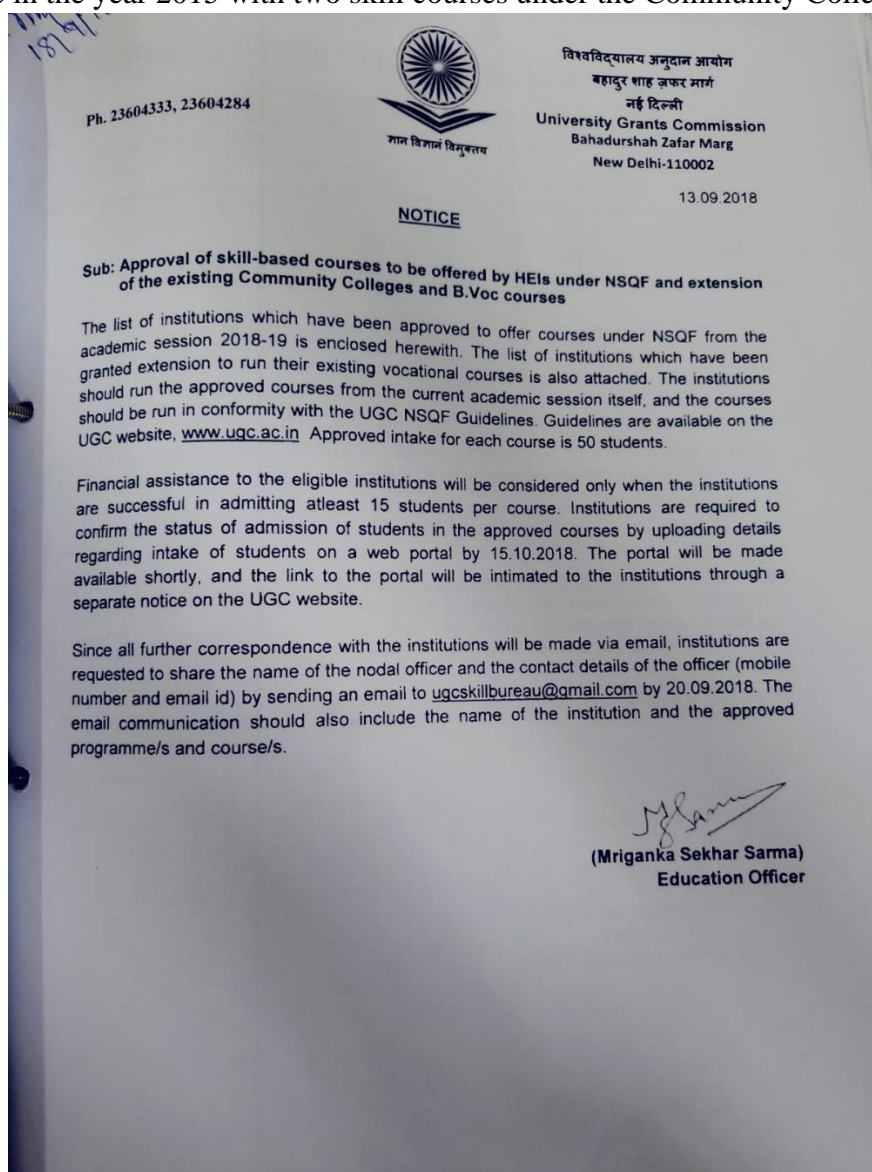 in the year 2015 with two skill courses under the Community Colle
18/9/1
Ph. 23604333, 23604284
ज्ञान विज्ञानं विमुक्तये
विश्वविद्यालय अनुदान आयोग
बहादुर शाह ज़फर मार्ग
नई दिल्ली
University Grants Commission
Bahadurshah Zafar Marg
New Delhi-110002
13.09.2018
NOTICE
Sub: Approval of skill-based courses to be offered by HEIs under NSQF and extension
of the existing Community Colleges and B.Voc courses
The list of institutions which have been approved to offer courses under NSQF from the
academic session 2018-19 is enclosed herewith. The list of institutions which have been
granted extension to run their existing vocational courses is also attached. The institutions
should run the approved courses from the current academic session itself, and the courses
should be run in conformity with the UGC NSQF Guidelines. Guidelines are available on the
UGC website, www.ugc.ac.in Approved intake for each course is 50 students.
Financial assistance to the eligible institutions will be considered only when the institutions
are successful in admitting atleast 15 students per course. Institutions are required to
confirm the status of admission of students in the approved courses by uploading details
regarding intake of students on a web portal by 15.10.2018. The portal will be made
available shortly, and the link to the portal will be intimated to the institutions through a
separate notice on the UGC website.
Since all further correspondence with the institutions will be made via email, institutions are
requested to share the name of the nodal officer and the contact details of the officer (mobile
number and email id) by sending an email to ugcskillbureau@gmail.com by 20.09.2018. The
email communication should also include the name of the institution and the approved
programme/s and course/s.
(Mriganka Sekhar Sarma)
Education Officer